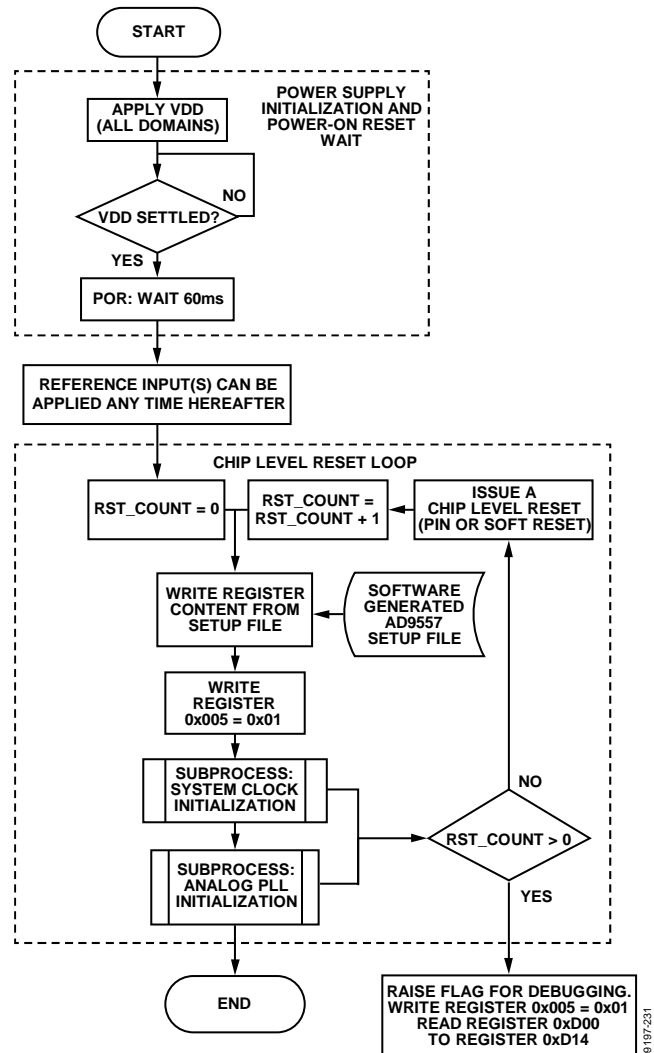 START
POWER SUPPLY
INITIALIZATION AND
POWER-ON RESET
WAIT
APPLY VDD
(ALL DOMAINS)
NO
VDD SETTLED?
YES
POR: WAIT 60ms
REFERENCE INPUT(S) CAN BE
APPLIED ANY TIME HEREAFTER
CHIP LEVEL RESET LOOP
RST_COUNT = 0
RST_COUNT =
RST_COUNT + 1
ISSUE A
CHIP LEVEL RESET
(PIN OR SOFT RESET)
WRITE REGISTER
CONTENT FROM
SETUP FILE
SOFTWARE
GENERATED
AD9557
SETUP FILE
WRITE
REGISTER
0x005 = 0x01
SUBPROCESS:
SYSTEM CLOCK
INITIALIZATION
NO
RST_COUNT > 0
SUBPROCESS:
ANALOG PLL
INITIALIZATION
YES
END
RAISE FLAG FOR DEBUGGING.
WRITE REGISTER 0x005 = 0x01
READ REGISTER 0xD00
TO REGISTER 0xD14
9197-231